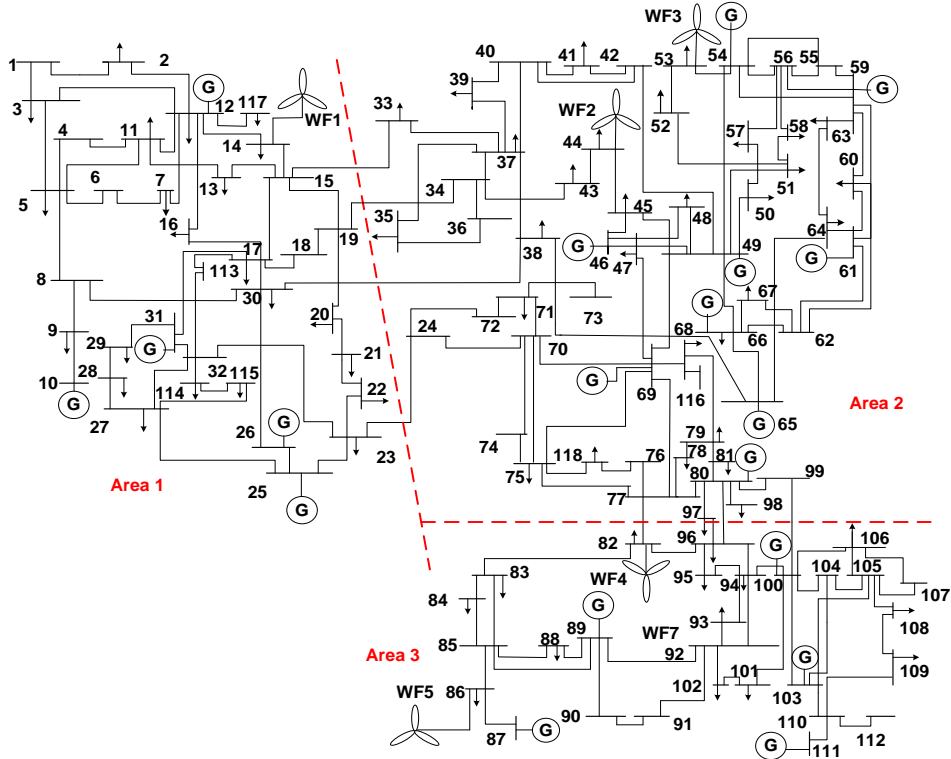 WF3 G
40 41 42 53 54 56 55 59
1 2
G 12 117 WF1
39 WF2
G
3
33
52 57 58 63
4 11
14
44
37
51 60
6 7 13
15
34 43
5
16
35 36
45 48
50 64
17 18 19
38 G 46 47 49 G
G 61
8 113
30
31
20
71 73 G 67
9 29 G
72
24 70 68 66 62
28 32 21
10 114 115 22
G
27
G 69 116
G 65 Area 2
26 G 23
74 79
118 76 78 81 G 99
Area 1 25
75 77 80
98
G
97
82 96 G 106
83 WF4 95 94 100 104 105
107
84 G 93
108
85 88 89 WF7
Area 3 92 109
86 101 G
102 103
WF5 90 91 110
87 G
G 111 112